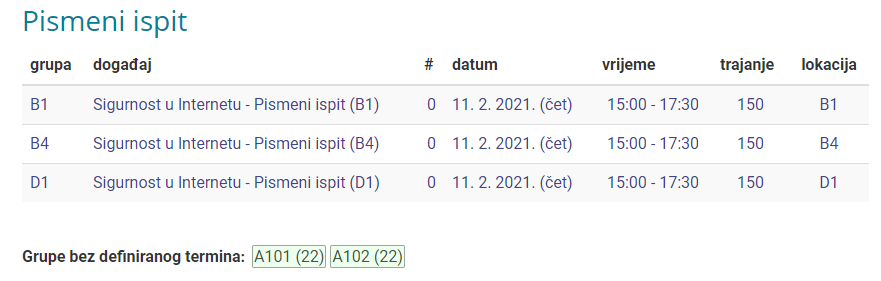 Pismeni ispit
grupa događaj # datum vrijeme trajanje lokacija
B1 Sigurnost u Internetu - Pismeni ispit (B1) 0 11. 2. 2021. (čet) 15:00 - 17:30 150 B1
B4 Sigurnost u Internetu - Pismeni ispit (B4) 0 11. 2. 2021. (čet) 15:00 - 17:30 150 B4
D1 Sigurnost u Internetu - Pismeni ispit (D1) 0 11. 2. 2021. (čet) 15:00 - 17:30 150 D1
Grupe bez definiranog termina: A101 (22) A102 (22)